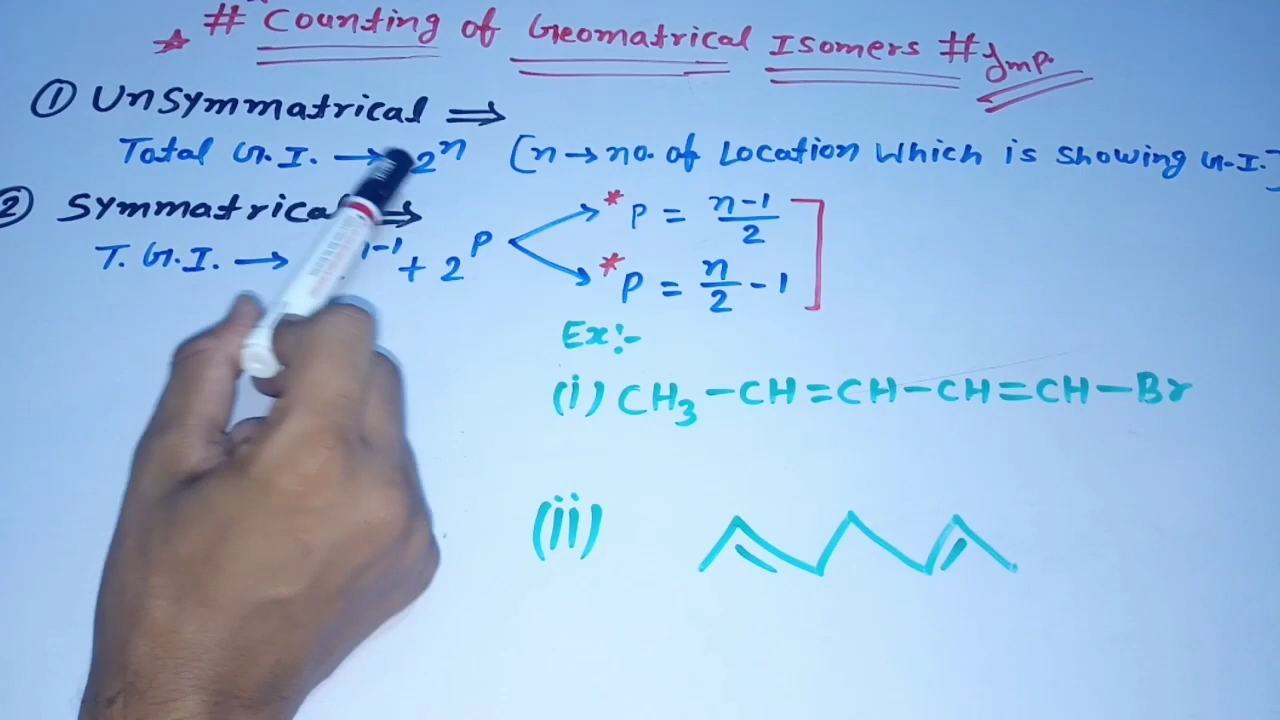 # Counting of Geomatrical Isomers # Imp.
① UnSymmatrical ⇒
Total G.I. → 2ⁿ (n → no. of Location which is showing G.I.)
② Symmatrical ⇒
T. G.I. → + 2ᴾ
* P = n-1/2
* P = n/2 - 1
Ex:-
(i) CH₃-CH=CH-CH=CH-Br
(ii)